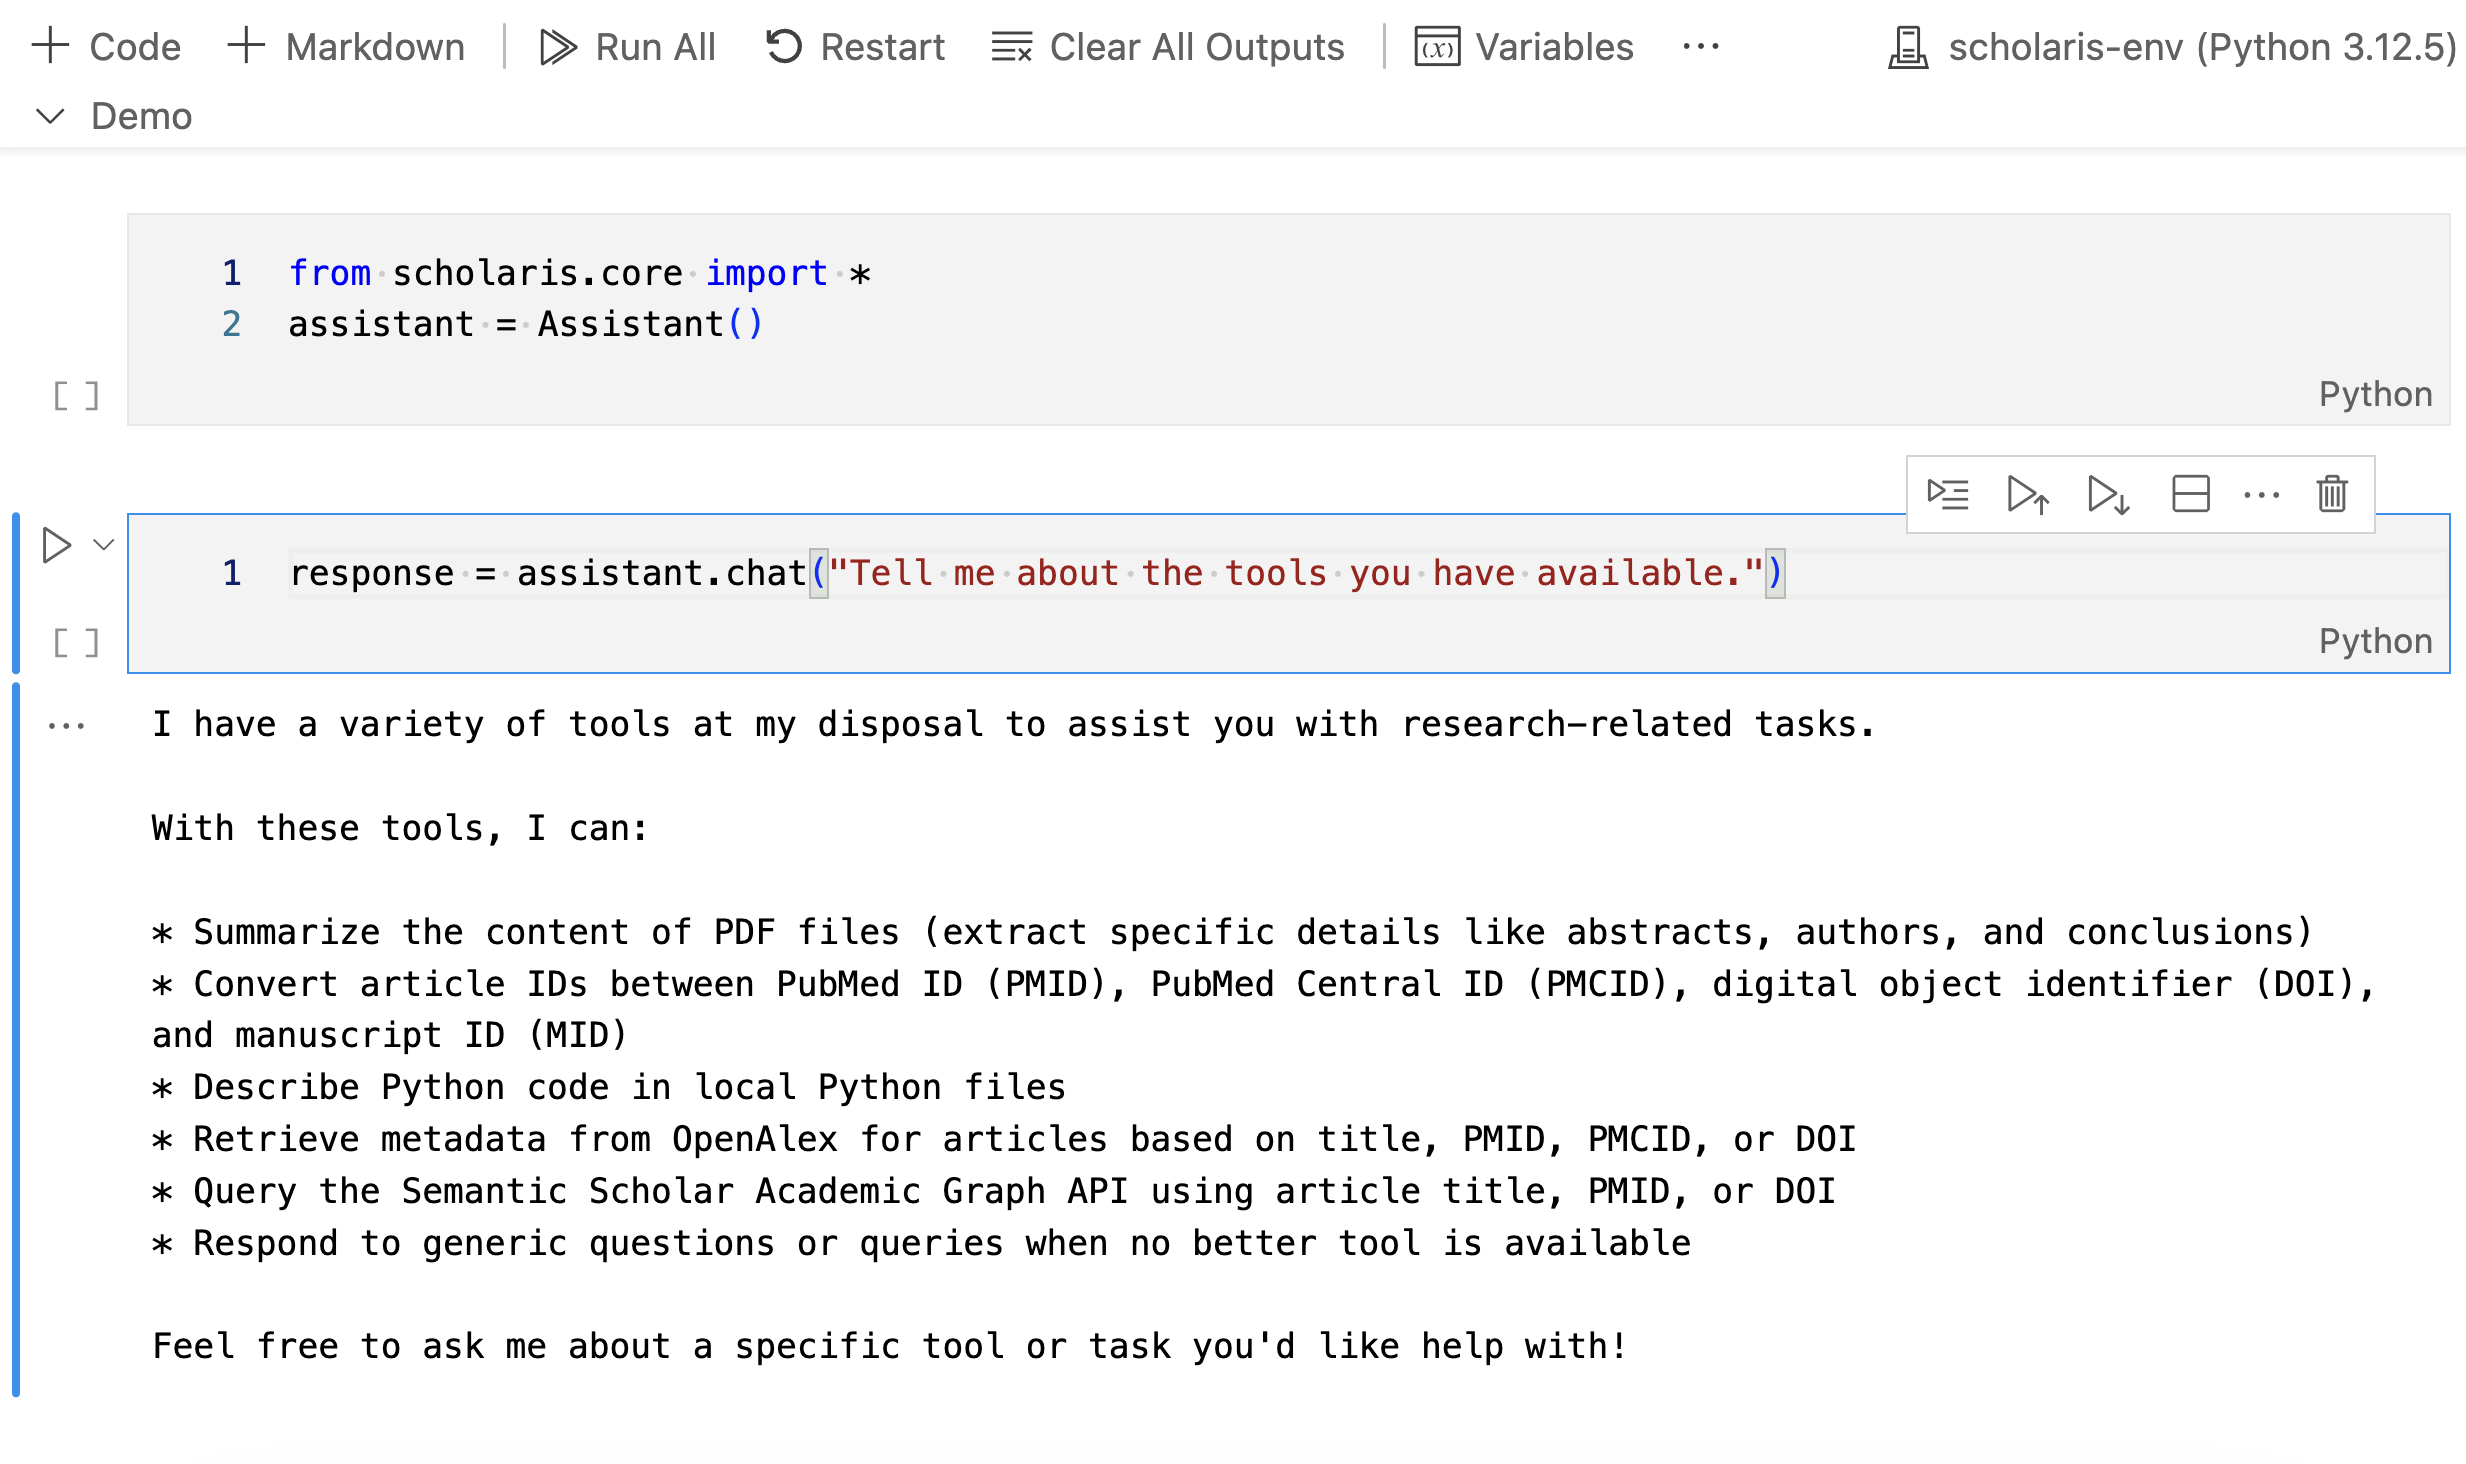 Code Markdown Run All Restart Clear All Outputs (x) Variables ... scholaris-env (Python 3.12.5)
Demo
1 from scholaris.core import *
2 assistant = Assistant()
[ ] Python
1 response = assistant.chat("Tell me about the tools you have available.")
[ ] Python
... I have a variety of tools at my disposal to assist you with research-related tasks.
With these tools, I can:
* Summarize the content of PDF files (extract specific details like abstracts, authors, and conclusions)
* Convert article IDs between PubMed ID (PMID), PubMed Central ID (PMCID), digital object identifier (DOI),
and manuscript ID (MID)
* Describe Python code in local Python files
* Retrieve metadata from OpenAlex for articles based on title, PMID, PMCID, or DOI
* Query the Semantic Scholar Academic Graph API using article title, PMID, or DOI
* Respond to generic questions or queries when no better tool is available
Feel free to ask me about a specific tool or task you'd like help with!